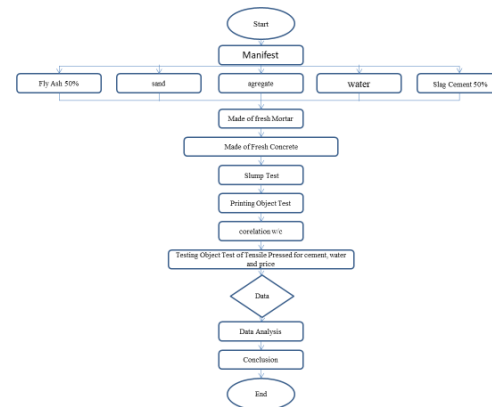 Start
Manifest
Fly Ash 50%
sand
agregate
water
Slag Cement 50%
Made of fresh Mortar
Made of Fresh Concrete
Slump Test
Printing Object Test
corelation w/c
Testing Object Test of Tensile Pressed for cement, water
and price
Data
Data Analysis
Conclusion
End